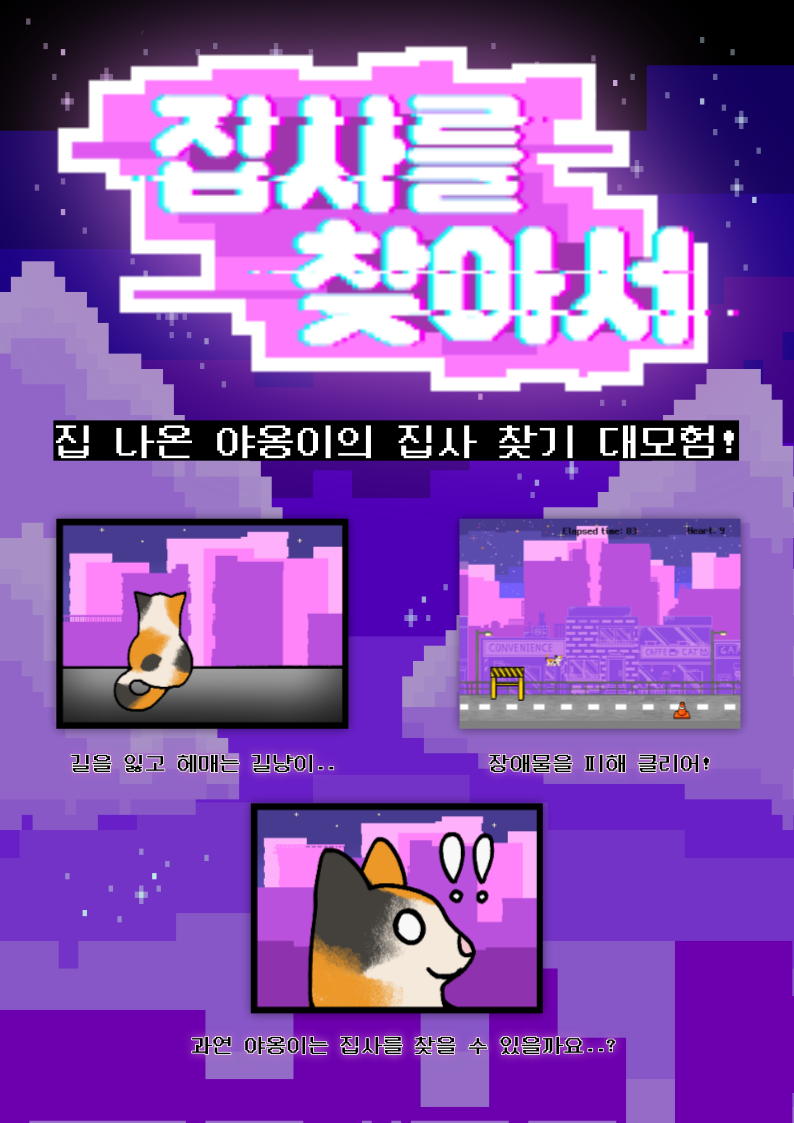 집사를
찾아서
집 나온 야옹이의 집사 찾기 대모험!
Elapsed time: 83
Heart. 9
CONVENIENCE
CAFFE CAT
CA
길을 잃고 헤매는 길냥이..
장애물을 피해 클리어!
과연 야옹이는 집사를 찾을 수 있을까요..?